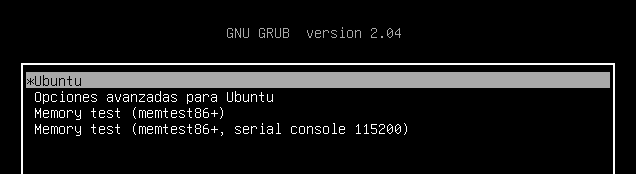 GNU GRUB version 2.04
*Ubuntu
Opciones avanzadas para Ubuntu
Memory test (memtest86+)
Memory test (memtest86+, serial console 115200)